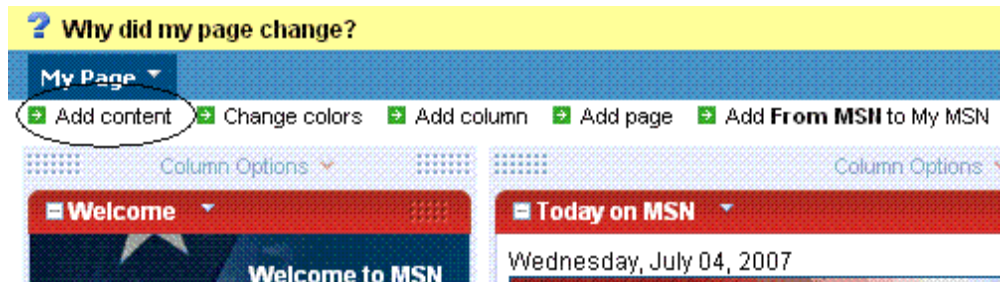 ? Why did my page change?
My Page
Add content Change colors Add column Add page Add From MSN to My MSN
Column Options Column Options
Welcome Today on MSN
Wednesday, July 04, 2007
Welcome to MSN